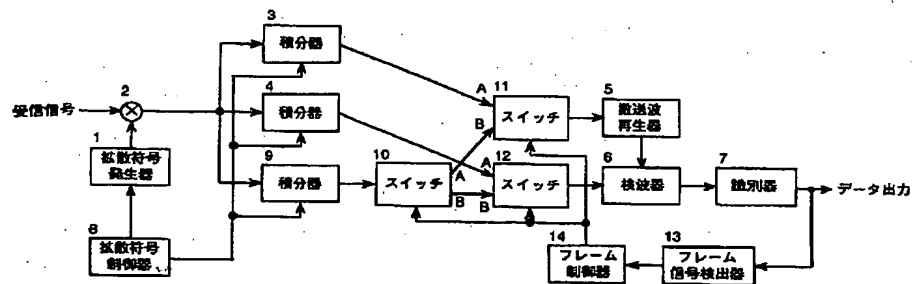 3
積分器
4
積分器
9
積分器
受信信号
2
1
拡散符号
発生器
8
拡散符号
制御器
10
スイッチ
A
B
A
B
11
スイッチ
A
B
12
スイッチ
5
搬送波
再生器
6
検波器
7
識別器
データ出力
14
フレーム
制御器
13
フレーム
信号検出器